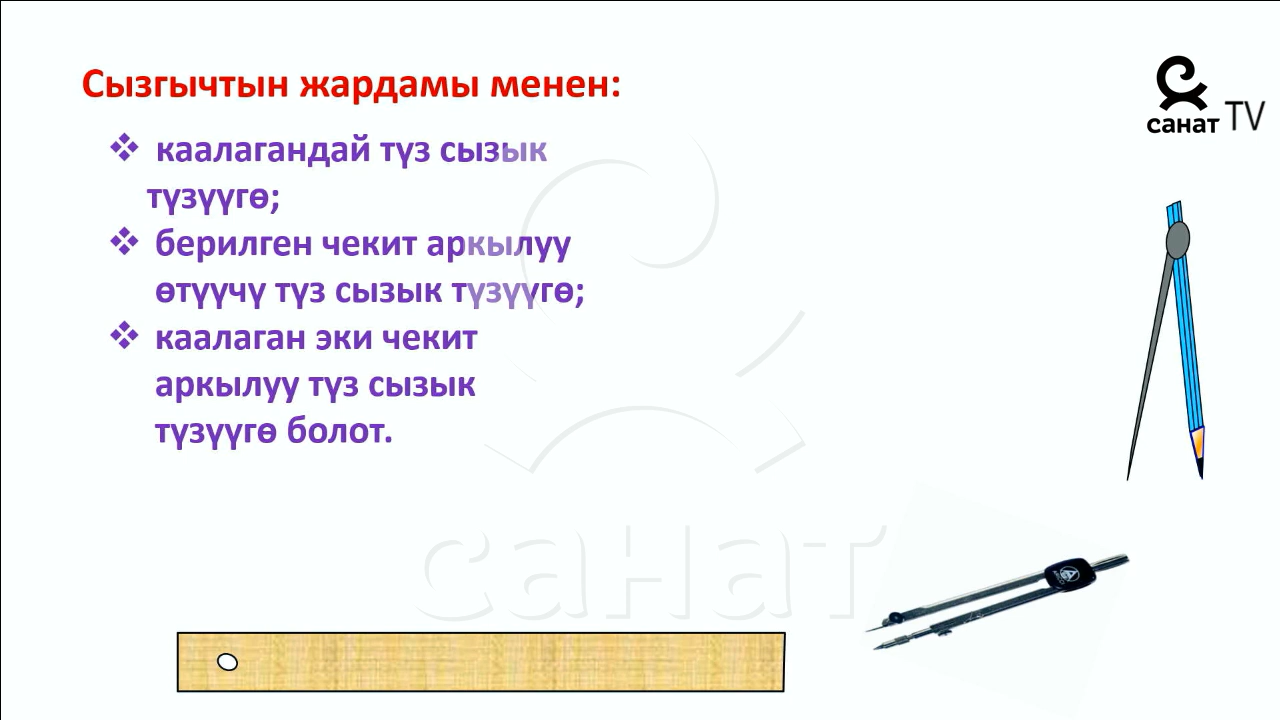 Сызгычтын жардамы менен:
❖ каалагандай түз сызык
түзүүгө;
❖ берилген чекит аркылуу
өтүүчү түз сызык түзүүгө;
❖ каалаган эки чекит
аркылуу түз сызык
түзүүгө болот.
санат TV
санат